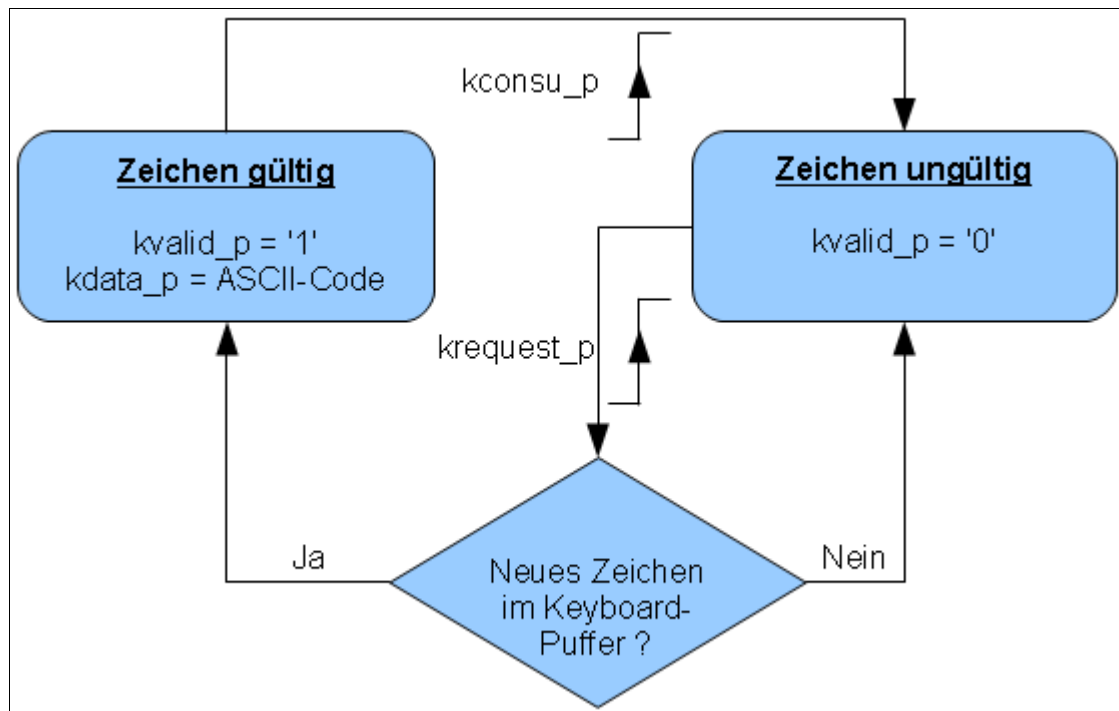 kconsu_p
Zeichen gültig
kvalid_p = '1'
kdata_p = ASCII-Code
Zeichen ungültig
kvalid_p = '0'
krequest_p
Ja
Nein
Neues Zeichen
im Keyboard-
Puffer ?